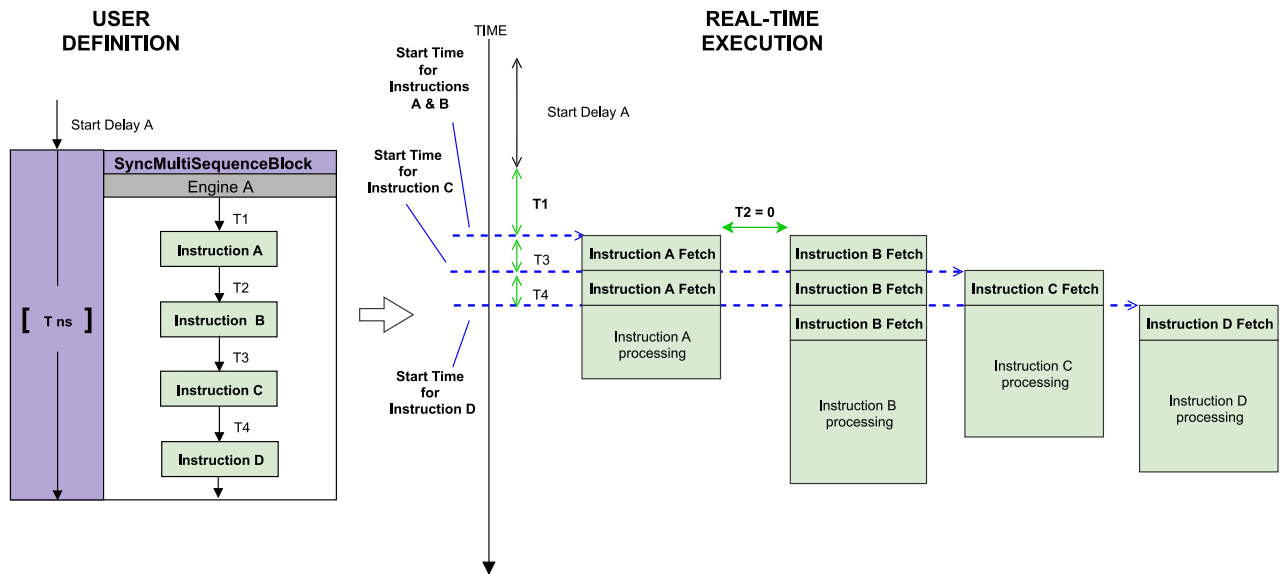 USER
DEFINITION
Start Delay A
SyncMultiSequenceBlock
Engine A
T1
Instruction A
T2
[ T ns ]
Instruction B
T3
Instruction C
T4
Instruction D
REAL-TIME
EXECUTION
TIME
Start Time
for
Instructions
A & B
Start Delay A
Start Time
for
Instruction C
T1
T2 = 0
T3
T4
Start Time
for
Instruction D
Instruction A Fetch
Instruction A Fetch
Instruction A
processing
Instruction B Fetch
Instruction B Fetch
Instruction B Fetch
Instruction B
processing
Instruction C Fetch
Instruction C
processing
Instruction D Fetch
Instruction D
processing